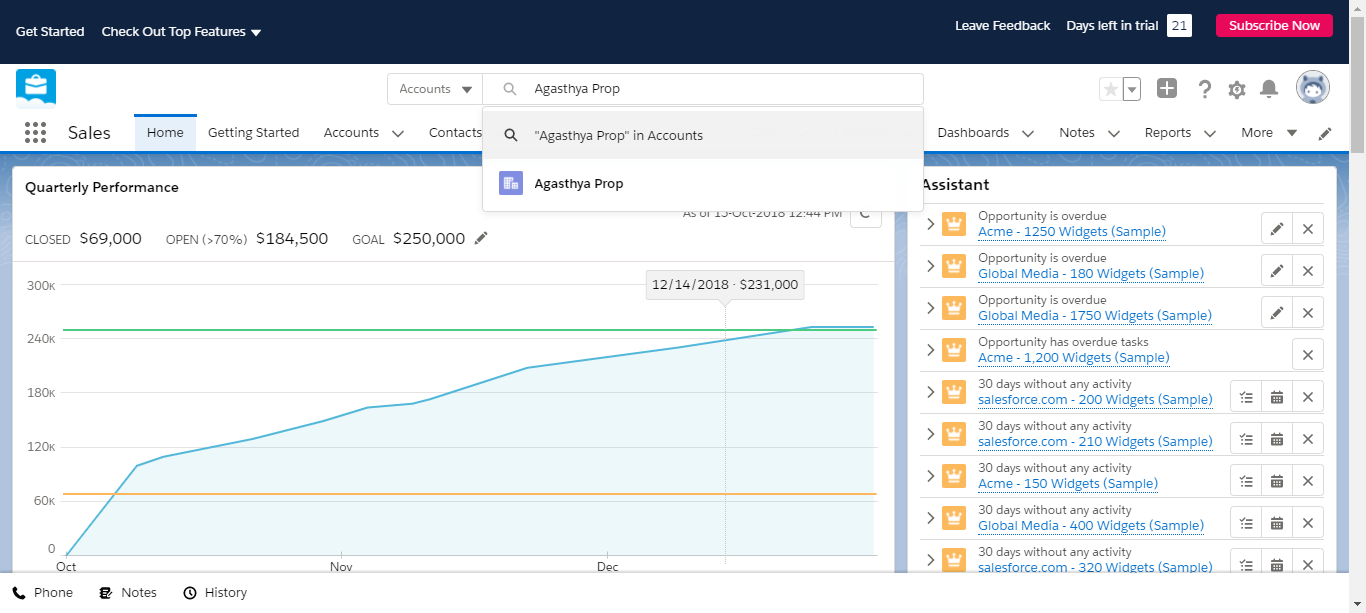 Get Started Check Out Top Features Leave Feedback Days left in trial 21 Subscribe Now
Accounts Agasthya Prop
Sales Home Getting Started Accounts Contacts Dashboards Notes Reports More
"Agasthya Prop" in Accounts
Agasthya Prop
Quarterly Performance
As of 15-Oct-2018 12:44 PM
CLOSED $69,000 OPEN (>70%) $184,500 GOAL $250,000
12/14/2018 · $231,000
300K
240K
180K
120K
60K
0
Oct Nov Dec
Assistant
Opportunity is overdue
Acme - 1250 Widgets (Sample)
Opportunity is overdue
Global Media - 180 Widgets (Sample)
Opportunity is overdue
Global Media - 1750 Widgets (Sample)
Opportunity has overdue tasks
Acme - 1,200 Widgets (Sample)
30 days without any activity
salesforce.com - 200 Widgets (Sample)
30 days without any activity
salesforce.com - 210 Widgets (Sample)
30 days without any activity
Acme - 150 Widgets (Sample)
30 days without any activity
Global Media - 400 Widgets (Sample)
30 days without any activity
salesforce.com - 320 Widgets (Sample)
Phone Notes History